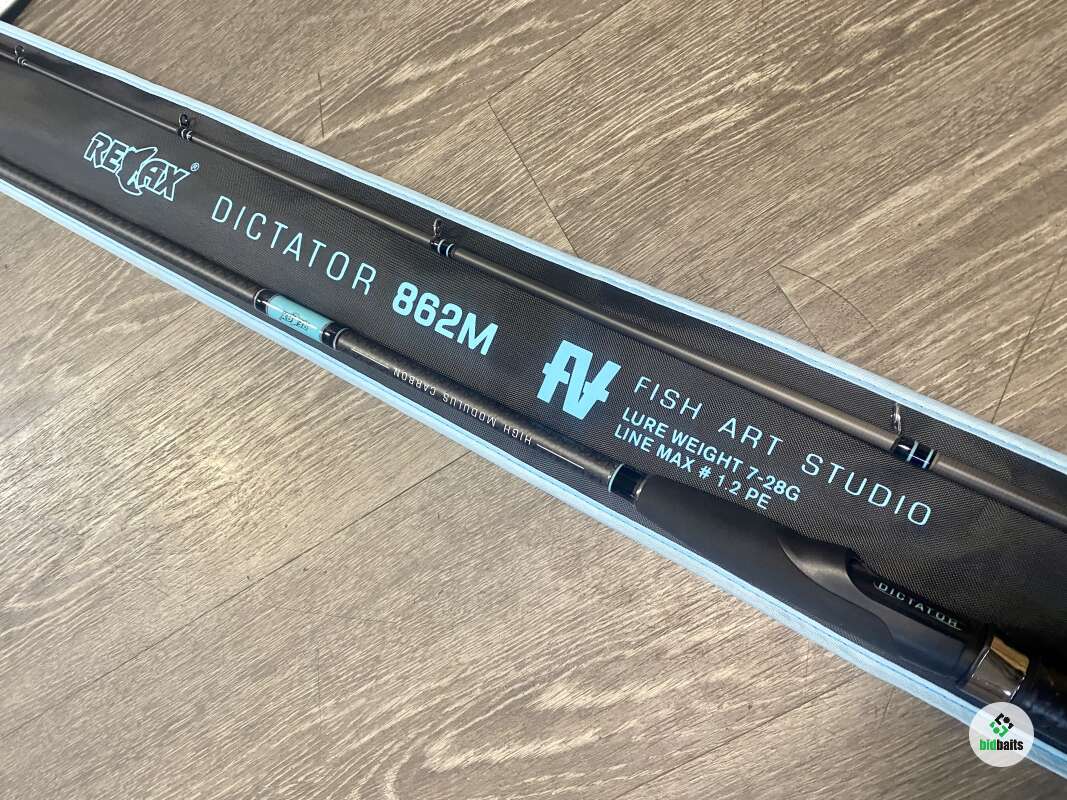 RELAX®
DICTATOR 862M
FISH ART STUDIO
LURE WEIGHT 7-28G
LINE MAX # 1.2 PE
HIGH MODULUS CARBON
DICTATOR
bidbaits